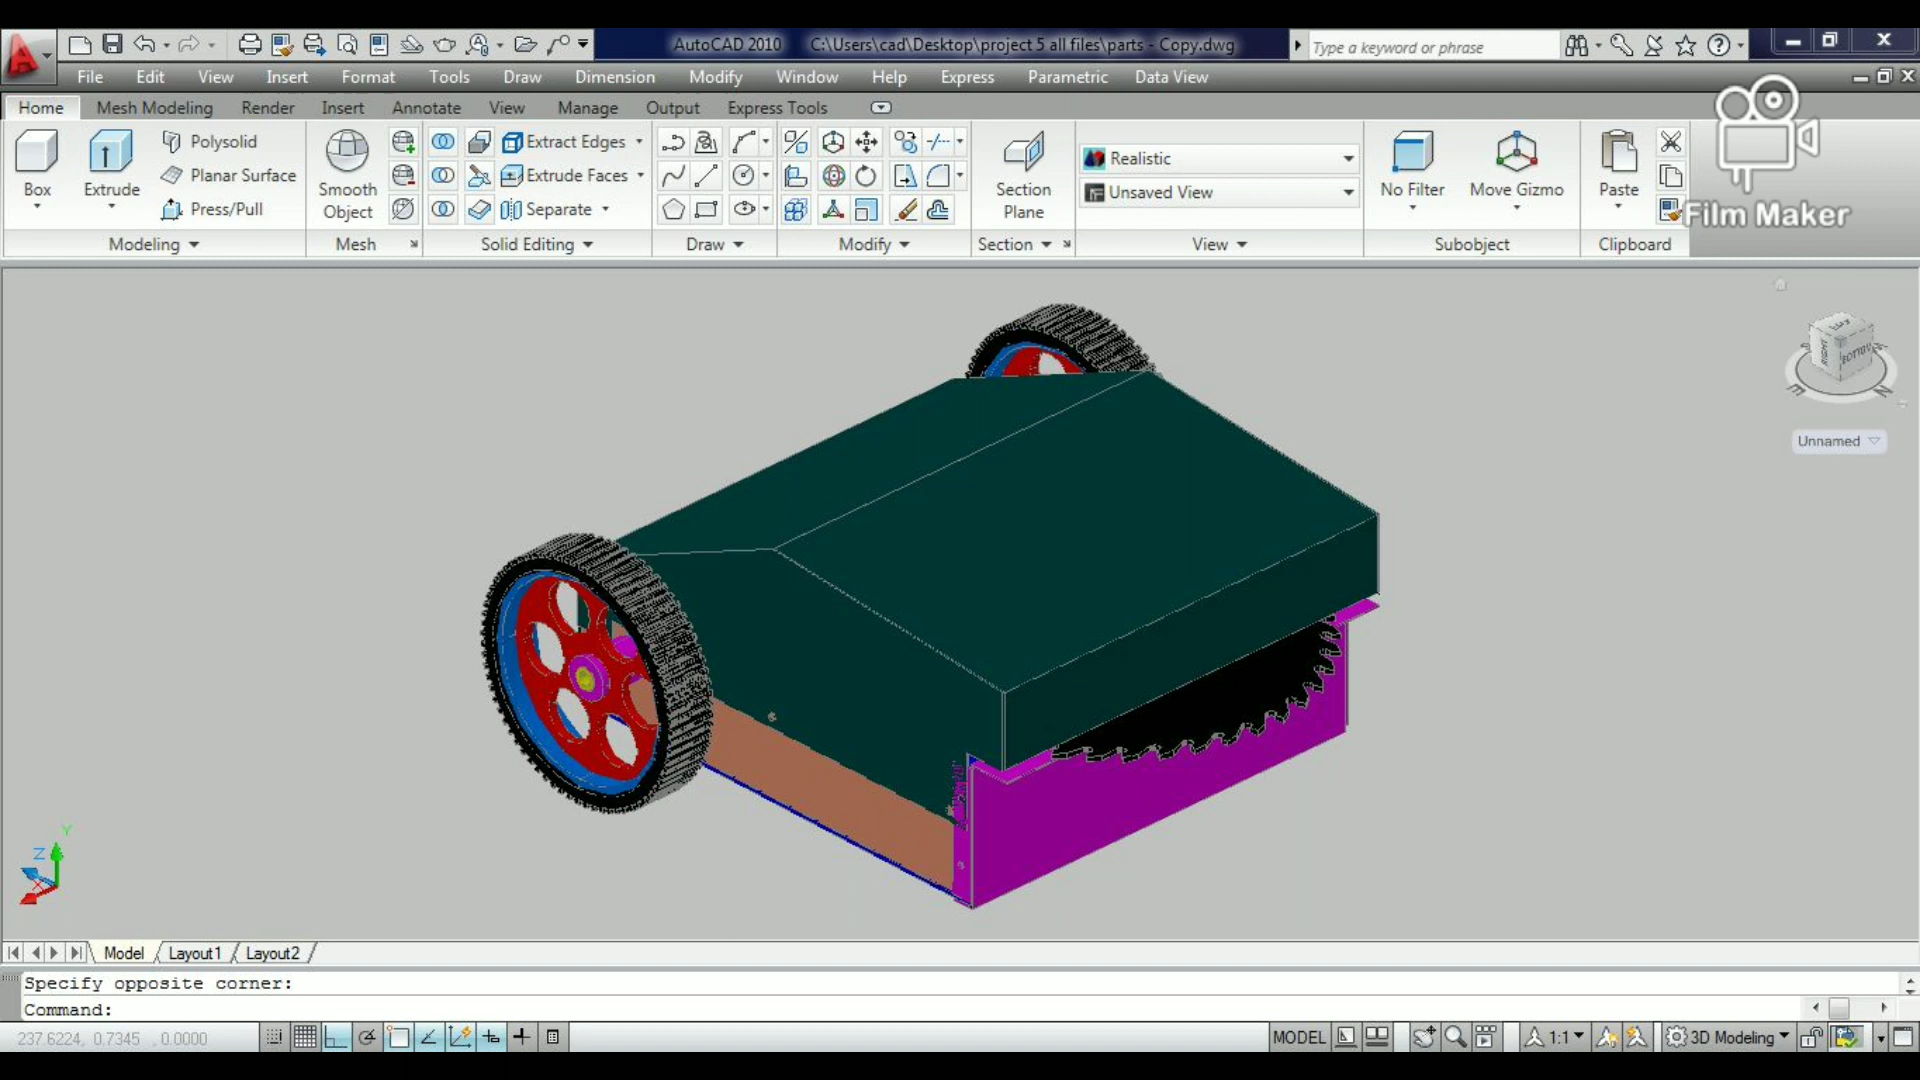 AutoCAD 2010 C:\Users\cad\Desktop\project 5 all files\parts - Copy.dwg
Type a keyword or phrase
File Edit View Insert Format Tools Draw Dimension Modify Window Help Express Parametric Data View
Home Mesh Modeling Render Insert Annotate View Manage Output Express Tools
Polysolid
Planar Surface
Press/Pull
Box
Extrude
Modeling
Smooth
Object
Mesh
Extract Edges
Extrude Faces
Separate
Solid Editing
Draw
Modify
Section
Plane
Section
Realistic
Unsaved View
View
No Filter
Move Gizmo
Subobject
Paste
Clipboard
Film Maker
RIGHT
BOTTOM
Unnamed
Y
Z
X
Model Layout1 Layout2
Specify opposite corner:
Command:
237.6224, 0.7345 , 0.0000
MODEL
1:1
3D Modeling